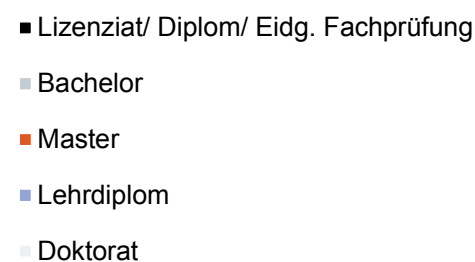 Lizenziat/ Diplom/ Eidg. Fachprüfung
Bachelor
Master
Lehrdiplom
Doktorat